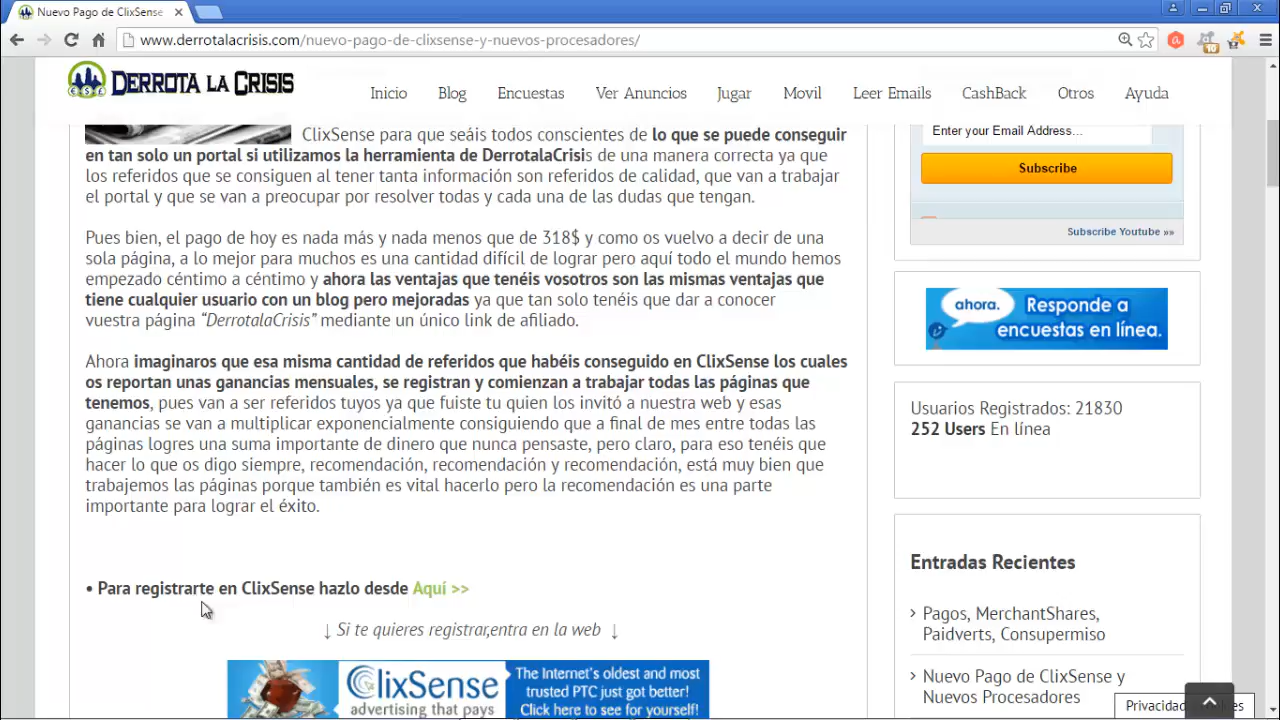 Nuevo Pago de ClixSense
www.derrotalacrisis.com/nuevo-pago-de-clixsense-y-nuevos-procesadores/
10
DERROTA LA CRISIS
Inicio Blog Encuestas Ver Anuncios Jugar Movil Leer Emails CashBack Otros Ayuda
ClixSense para que seáis todos conscientes de lo que se puede conseguir
en tan solo un portal si utilizamos la herramienta de DerrotalaCrisis de una manera correcta ya que
los referidos que se consiguen al tener tanta información son referidos de calidad, que van a trabajar
el portal y que se van a preocupar por resolver todas y cada una de las dudas que tengan.
Pues bien, el pago de hoy es nada más y nada menos que de 318$ y como os vuelvo a decir de una
sola página, a lo mejor para muchos es una cantidad difícil de lograr pero aquí todo el mundo hemos
empezado céntimo a céntimo y ahora las ventajas que tenéis vosotros son las mismas ventajas que
tiene cualquier usuario con un blog pero mejoradas ya que tan solo tenéis que dar a conocer
vuestra página “DerrotalaCrisis” mediante un único link de afiliado.
Ahora imaginaros que esa misma cantidad de referidos que habéis conseguido en ClixSense los cuales
os reportan unas ganancias mensuales, se registran y comienzan a trabajar todas las páginas que
tenemos, pues van a ser referidos tuyos ya que fuiste tu quien los invitó a nuestra web y esas
ganancias se van a multiplicar exponencialmente consiguiendo que a final de mes entre todas las
páginas logres una suma importante de dinero que nunca pensaste, pero claro, para eso tenéis que
hacer lo que os digo siempre, recomendación, recomendación y recomendación, está muy bien que
trabajemos las páginas porque también es vital hacerlo pero la recomendación es una parte
importante para lograr el éxito.
• Para registrarte en ClixSense hazlo desde Aquí >>
↓ Si te quieres registrar,entra en la web ↓
ClixSense
advertising that pays
The Internet's oldest and most
trusted PTC just got better!
Click here to see for yourself!
Enter your Email Address...
Subscribe
Subscribe Youtube »»
ahora.
Responde a
encuestas en línea.
Usuarios Registrados: 21830
252 Users En línea
Entradas Recientes
Pagos, MerchantShares,
Paidverts, Consupermiso
Nuevo Pago de ClixSense y
Nuevos Procesadores